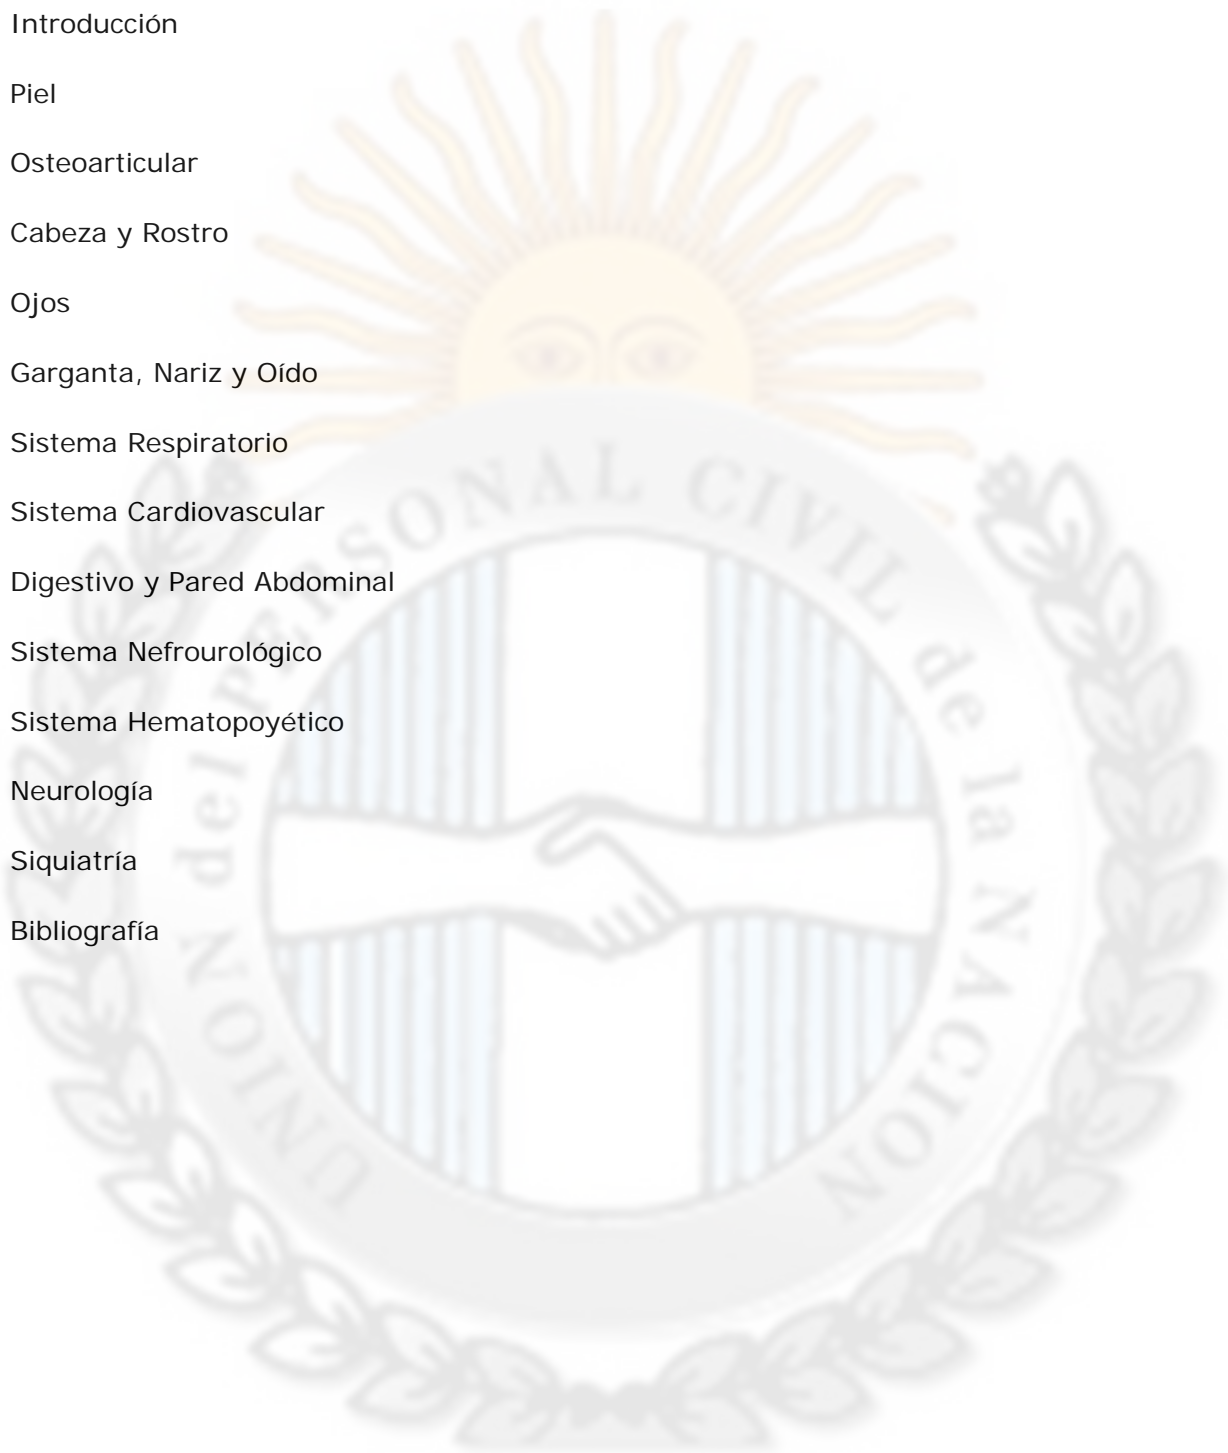 Introducción
Piel
Osteoarticular
Cabeza y Rostro
Ojos
Garganta, Nariz y Oído
Sistema Respiratorio
Sistema Cardiovascular
Digestivo y Pared Abdominal
Sistema Nefrourológico
Sistema Hematopoyético
Neurología
Siquiatría
Bibliografía
UNION del PERSONAL CIVIL de la NACION